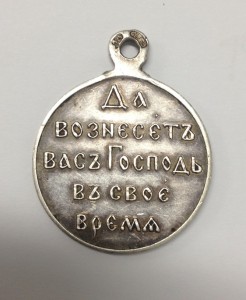 Да
вознесетъ
васъ Господь
въ свое
время